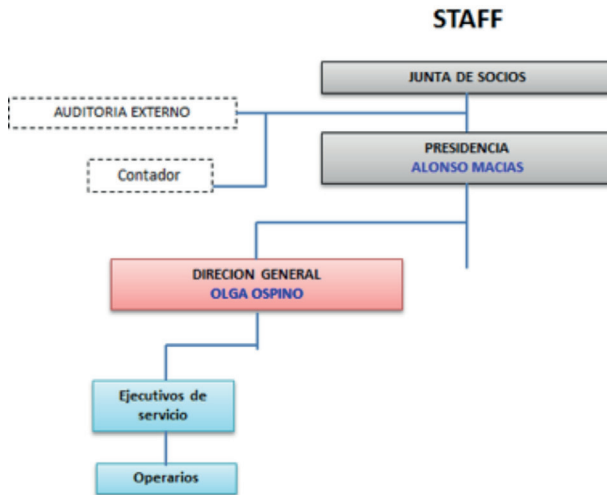 STAFF
JUNTA DE SOCIOS
AUDITORIA EXTERNO
PRESIDENCIA
ALONSO MACIAS
Contador
DIRECION GENERAL
OLGA OSPINO
Ejecutivos de
servicio
Operarios